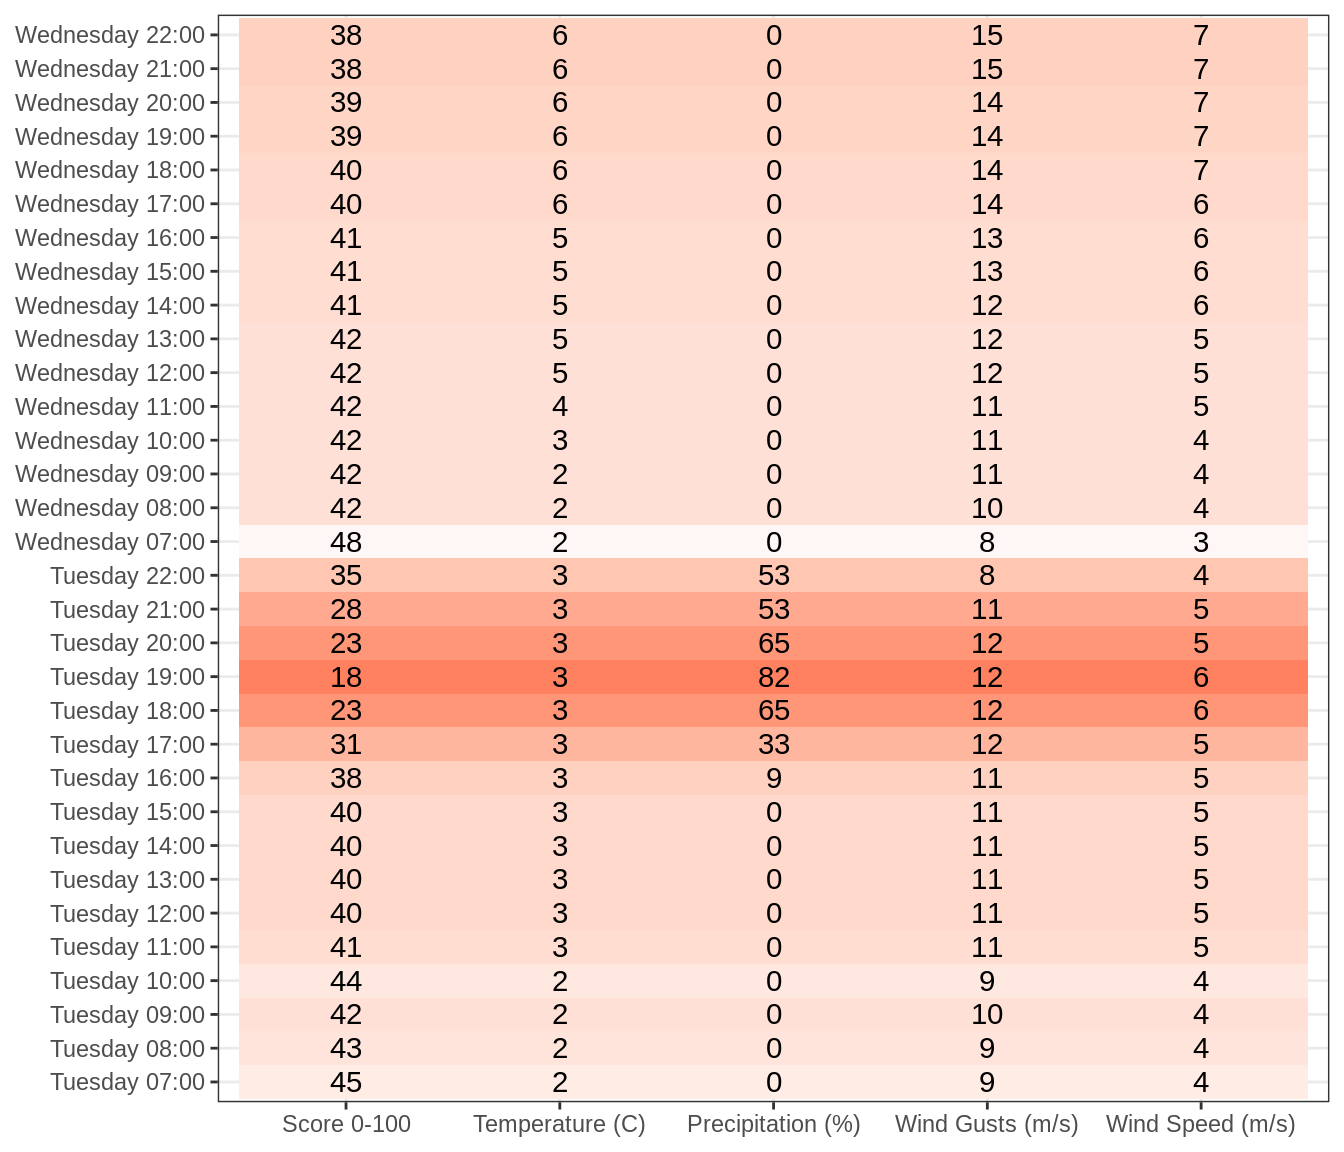 Wednesday 22:00 38 6 0 15 7
Wednesday 21:00 38 6 0 15 7
Wednesday 20:00 39 6 0 14 7
Wednesday 19:00 39 6 0 14 7
Wednesday 18:00 40 6 0 14 7
Wednesday 17:00 40 6 0 14 6
Wednesday 16:00 41 5 0 13 6
Wednesday 15:00 41 5 0 13 6
Wednesday 14:00 41 5 0 12 6
Wednesday 13:00 42 5 0 12 5
Wednesday 12:00 42 5 0 12 5
Wednesday 11:00 42 4 0 11 5
Wednesday 10:00 42 3 0 11 4
Wednesday 09:00 42 2 0 11 4
Wednesday 08:00 42 2 0 10 4
Wednesday 07:00 48 2 0 8 3
Tuesday 22:00 35 3 53 8 4
Tuesday 21:00 28 3 53 11 5
Tuesday 20:00 23 3 65 12 5
Tuesday 19:00 18 3 82 12 6
Tuesday 18:00 23 3 65 12 6
Tuesday 17:00 31 3 33 12 5
Tuesday 16:00 38 3 9 11 5
Tuesday 15:00 40 3 0 11 5
Tuesday 14:00 40 3 0 11 5
Tuesday 13:00 40 3 0 11 5
Tuesday 12:00 40 3 0 11 5
Tuesday 11:00 41 3 0 11 5
Tuesday 10:00 44 2 0 9 4
Tuesday 09:00 42 2 0 10 4
Tuesday 08:00 43 2 0 9 4
Tuesday 07:00 45 2 0 9 4
Score 0-100 Temperature (C) Precipitation (%) Wind Gusts (m/s) Wind Speed (m/s)